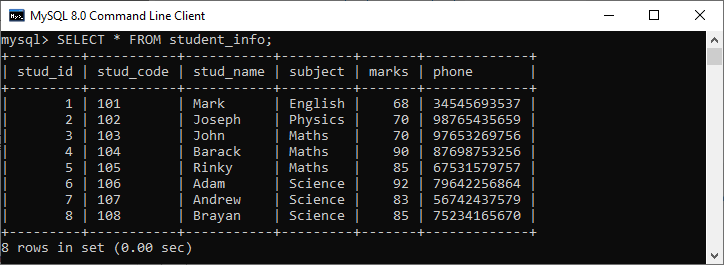 MySQL 8.0 Command Line Client
mysql> SELECT * FROM student_info;
+---------+-----------+-----------+---------+-------+-------------+
| stud_id | stud_code | stud_name | subject | marks | phone       |
+---------+-----------+-----------+---------+-------+-------------+
|       1 | 101       | Mark      | English |    68 | 34545693537 |
|       2 | 102       | Joseph    | Physics |    70 | 98765435659 |
|       3 | 103       | John      | Maths   |    70 | 97653269756 |
|       4 | 104       | Barack    | Maths   |    90 | 87698753256 |
|       5 | 105       | Rinky     | Maths   |    85 | 67531579757 |
|       6 | 106       | Adam      | Science |    92 | 79642256864 |
|       7 | 107       | Andrew    | Science |    83 | 56742437579 |
|       8 | 108       | Brayan    | Science |    85 | 75234165670 |
+---------+-----------+-----------+---------+-------+-------------+
8 rows in set (0.00 sec)